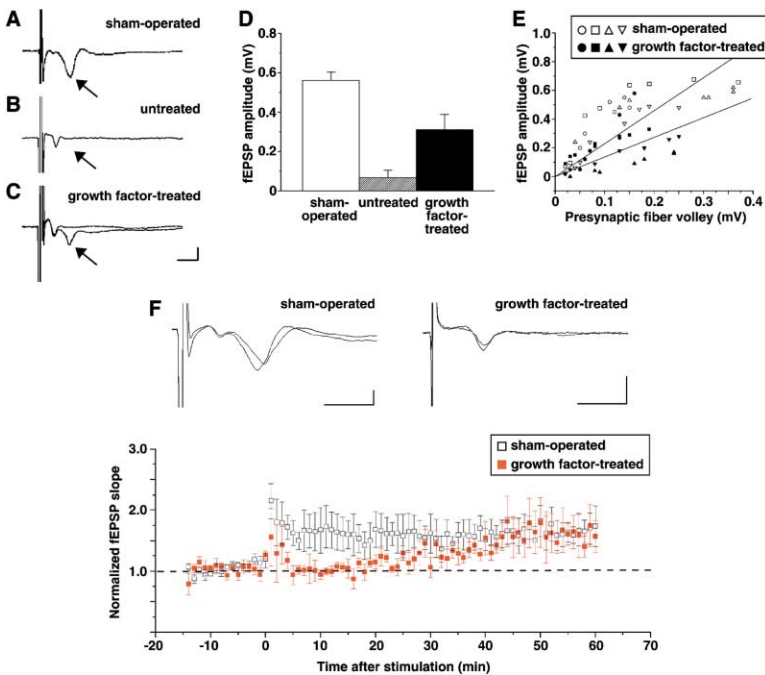 A
sham-operated
B
untreated
C
growth factor-treated
D
fEPSP amplitude (mV)
0.8
0.6
0.4
0.2
0
sham-
operated
untreated
growth
factor-
treated
E
sham-operated
growth factor-treated
fEPSP amplitude (mV)
1.0
0.8
0.6
0.4
0.2
0
0
0.1
0.2
0.3
0.4
Presynaptic fiber volley (mV)
F
sham-operated
growth factor-treated
sham-operated
growth factor-treated
Normalized fEPSP slope
3.0
2.0
1.0
-20
-10
0
10
20
30
40
50
60
70
Time after stimulation (min)